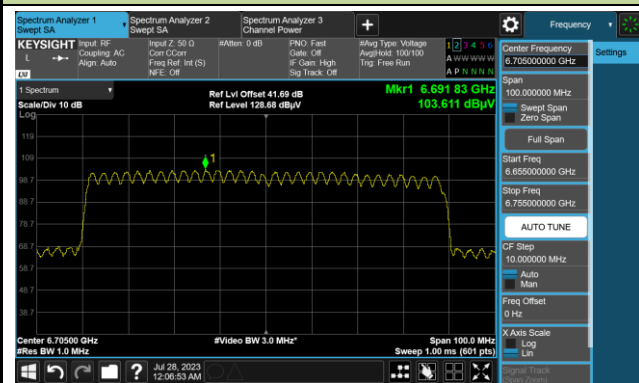 Spectrum Analyzer 1
Swept SA
Spectrum Analyzer 2
Swept SA
Spectrum Analyzer 3
Channel Power
+
Frequency
KEYSIGHT
L
LXI
Input: RF
Coupling: AC
Align: Auto
Input Z: 50 Ω
Corr CCorr
Freq Ref: Int (S)
NFE: Off
#Atten: 0 dB
PNO: Fast
Gate: Off
IF Gain: High
Sig Track: Off
#Avg Type: Voltage
Avg|Hold: 100/100
Trig: Free Run
1 2 3 4 5 6
A W W W W W
A P N N N N
1 Spectrum
Scale/Div 10 dB
Log
Ref Lvl Offset 41.69 dB
Ref Level 128.68 dBµV
Mkr1 6.691 83 GHz
103.611 dBµV
1
119
109
98.7
88.7
78.7
68.7
58.7
48.7
38.7
Center 6.70500 GHz
#Res BW 1.0 MHz
#Video BW 3.0 MHz*
Span 100.0 MHz
Sweep 1.00 ms (601 pts)
?
Jul 28, 2023
12:06:53 AM
Center Frequency
6.705000000 GHz
Settings
Span
100.000000 MHz
Swept Span
Zero Span
Full Span
Start Freq
6.655000000 GHz
Stop Freq
6.755000000 GHz
AUTO TUNE
CF Step
10.000000 MHz
Auto
Man
Freq Offset
0 Hz
X Axis Scale
Log
Lin
Signal Track
(Span Zoom)